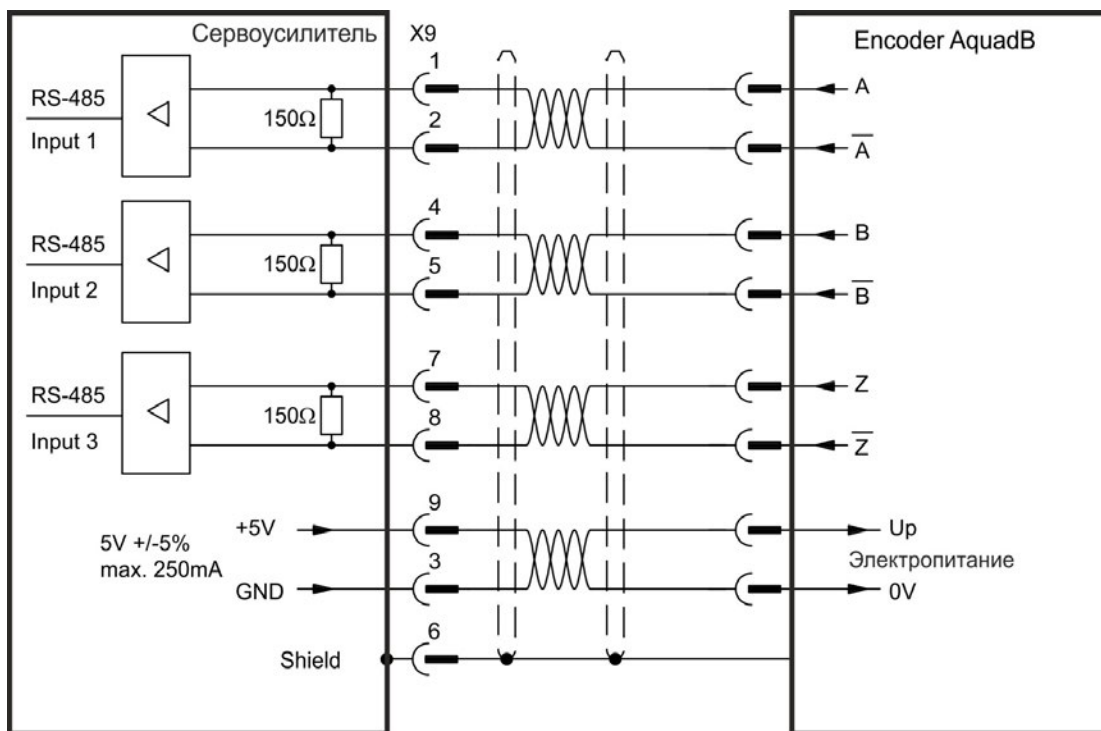 Сервоусилитель
X9
Encoder AquadB
1
A
RS-485
150Ω
Input 1
2
A̅
4
B
RS-485
150Ω
Input 2
5
B̅
7
Z
RS-485
150Ω
Input 3
8
Z̅
9
+5V
Up
5V +/-5%
max. 250mA
Электропитание
3
GND
0V
6
Shield